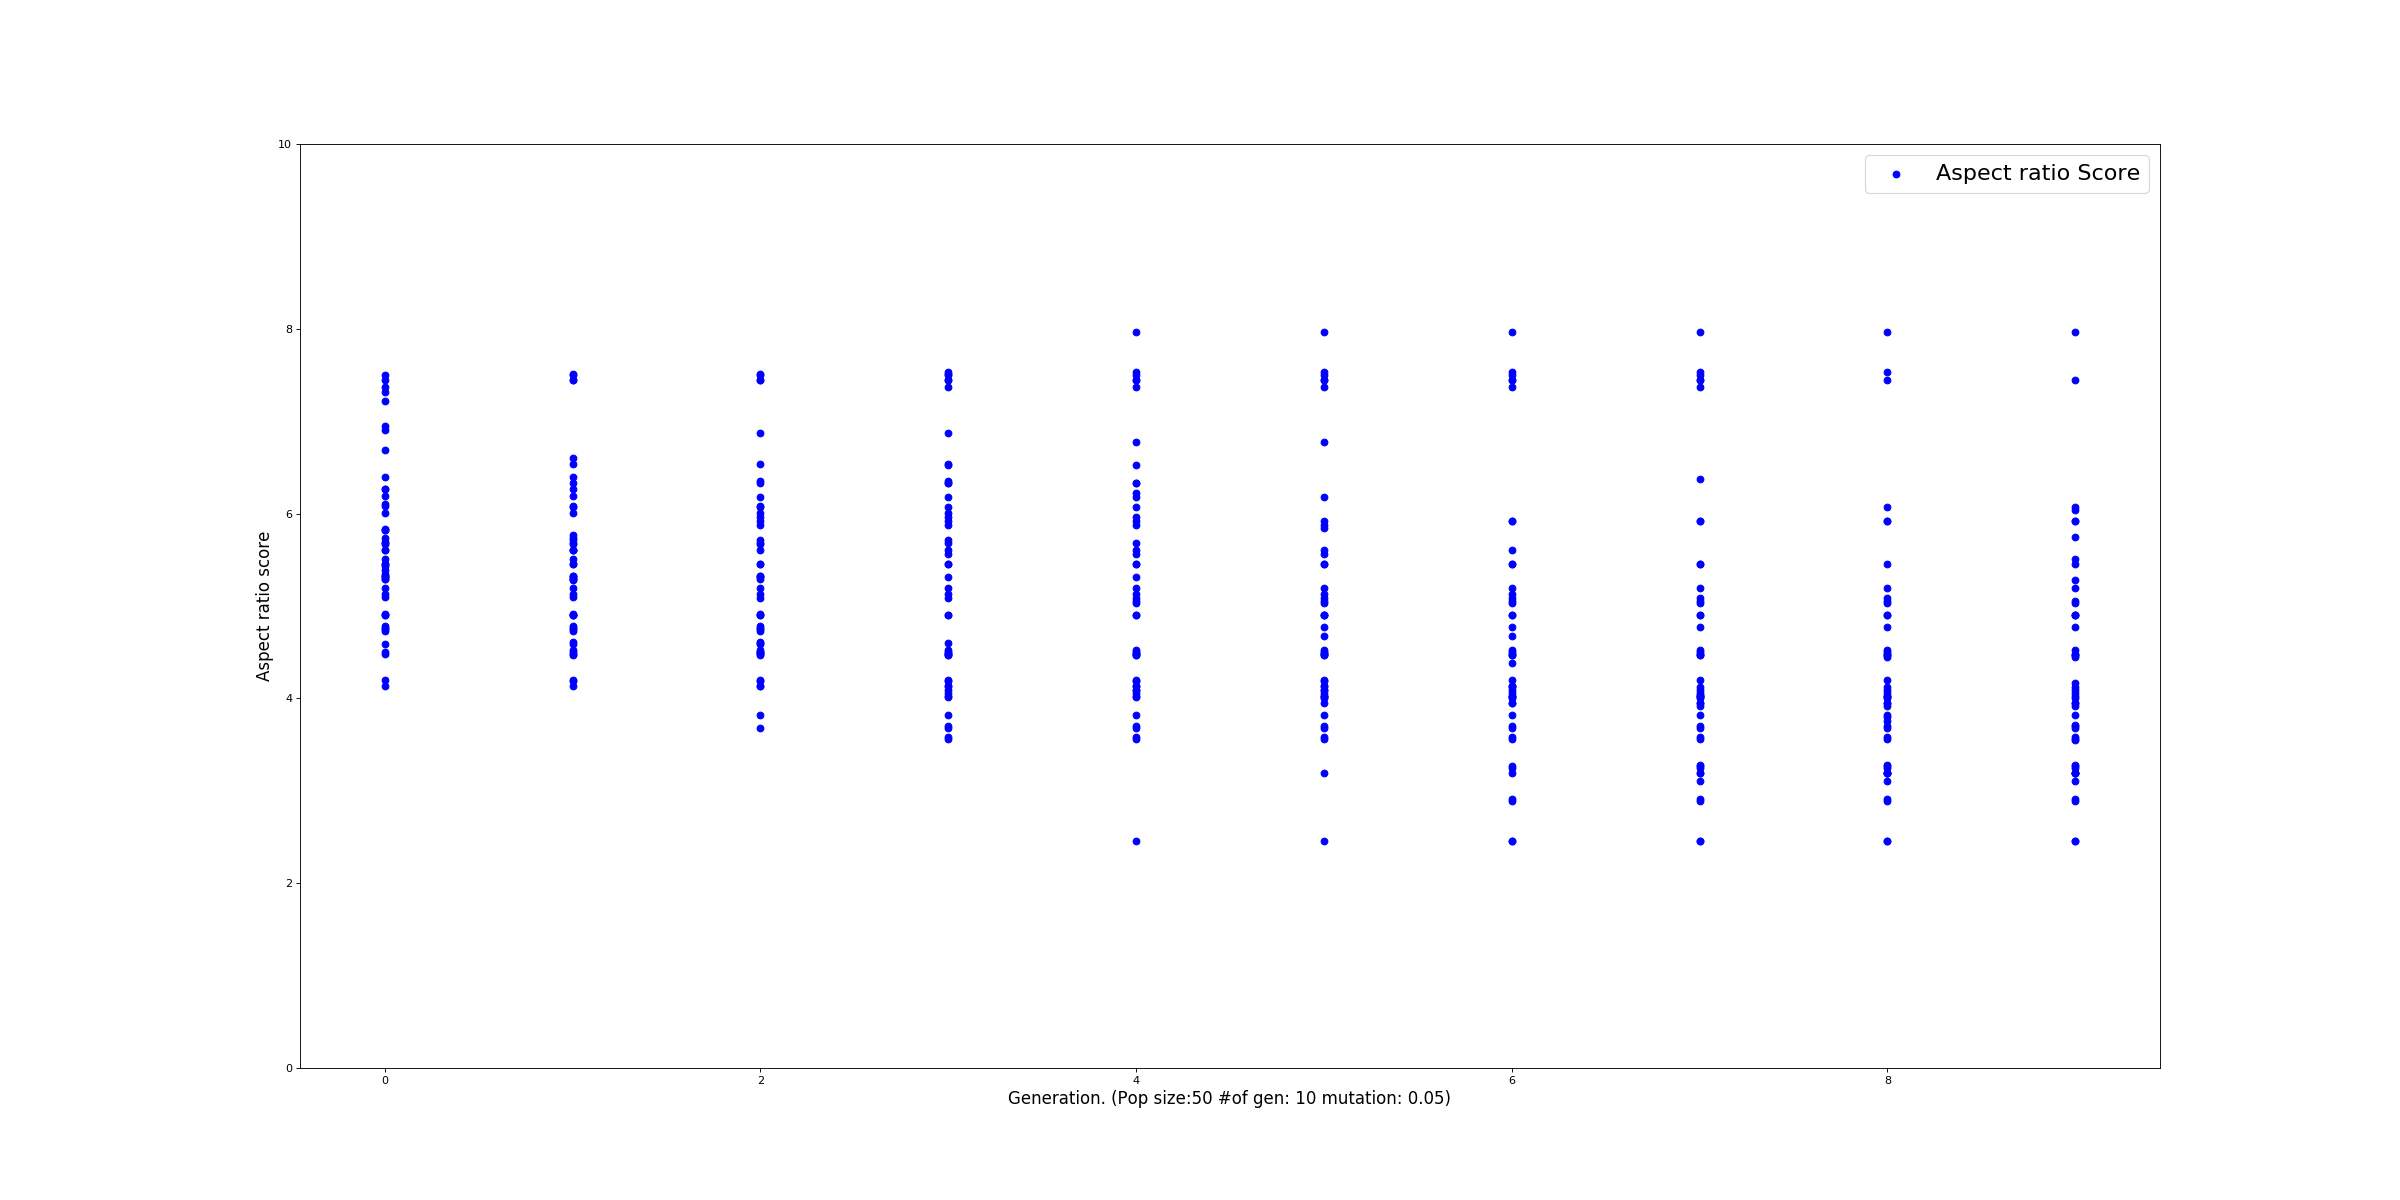 10
Aspect ratio Score
8
6
Aspect ratio score
4
2
0
0 2 4 6 8
Generation. (Pop size:50 #of gen: 10 mutation: 0.05)